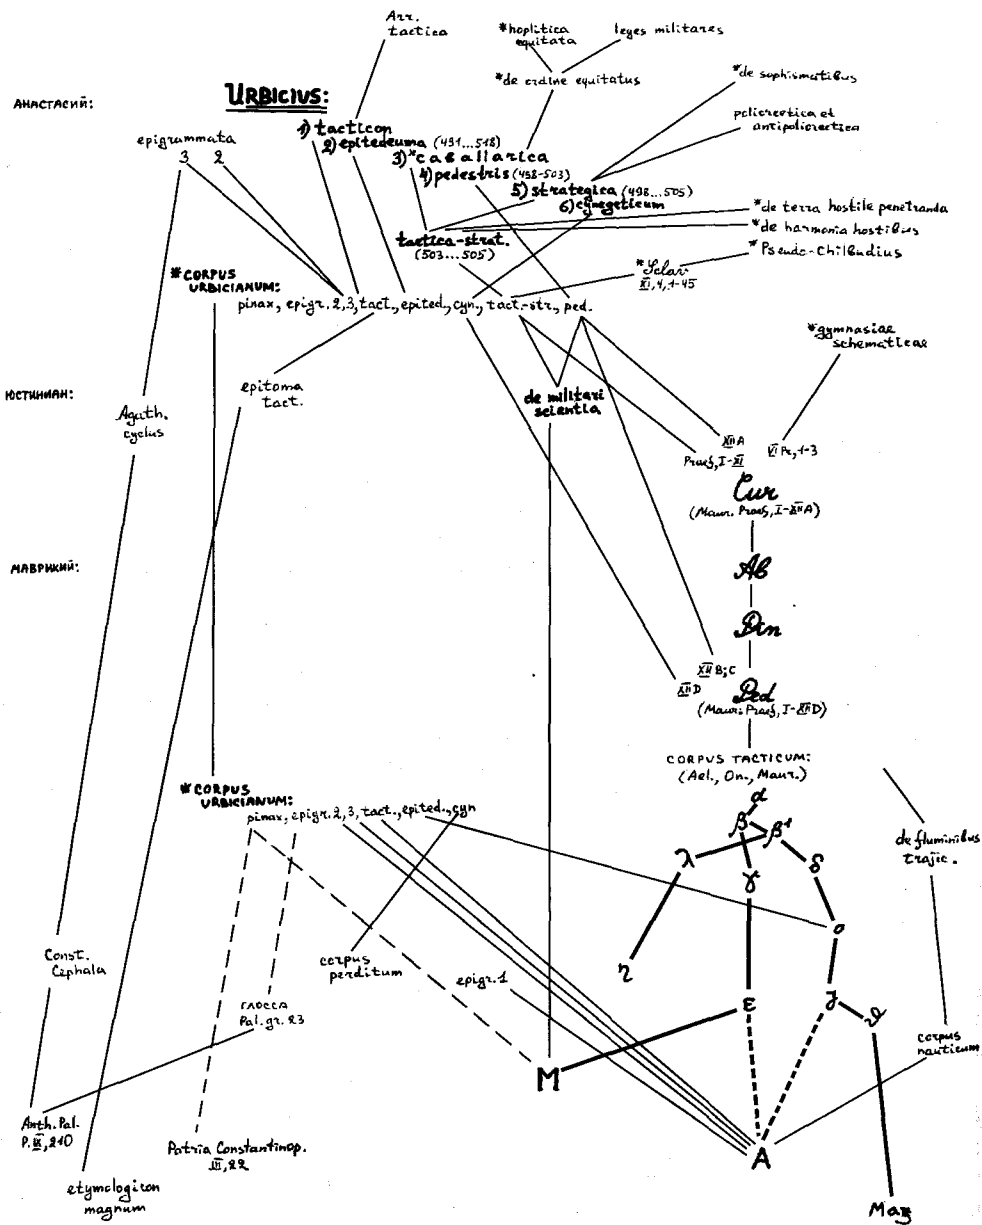 Arr.
tactica
*hoplitica
equitata
leges militares
*de ordine equitatus
*de sophismatibus
АНАСТАСИЙ:
URBICIUS:
poliorcetica et
antipoliorcetica
epigrammata
3 2
1) tacticon
2) epitedeuma (491...518)
3) *caballarica
4) pedestris (498-503)
5) strategica (498...505)
6) cynegeticum
*de terra hostile penetranda
*de harmonia hostibus
tactica-strat.
(503...505)
*Pseudo-Chilbudius
*Sclav.
XI, 4, 1-45
*CORPUS
URBICIANUM:
pinax, epigr. 2, 3, tact., epited., cyn., tact.-str., ped.
*gymnasiae
schematicae
ЮСТИНИАН:
epitoma
tact.
Agath.
cyclus
de militari
scientia
XII A
Praef, I-XI
VI Pr, 1-3
Cur
(Maur. Praef, I-XII A)
МАВРИКИЙ:
Ab
Din
XII B; C
XII D
Ped
(Maur. Praef, I-XII D)
CORPUS TACTICUM:
(Ael., On., Maur.)
*CORPUS
URBICIANUM:
pinax, epigr. 2, 3, tact., epited., cyn
α
β β¹
λ γ δ
de fluminibus
trajic.
ο
Const.
Cephala
corpus
perditum
η
epigr. 1
глосса
Pal. gr. 23
ε ζ ϑ
corpus
nauticum
M
Anth. Pal.
P. IX, 210
Patria Constantinop.
III, 22
A
etymologicon
magnum
Maz